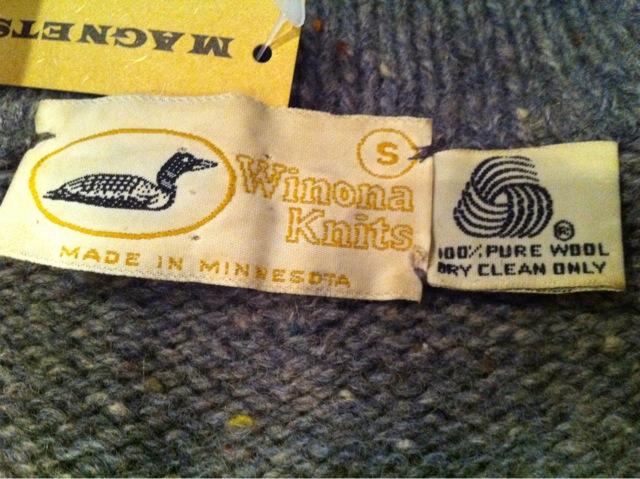 MAGNETS
S
Winona
Knits
MADE IN MINNESOTA
R
100% PURE WOOL
DRY CLEAN ONLY